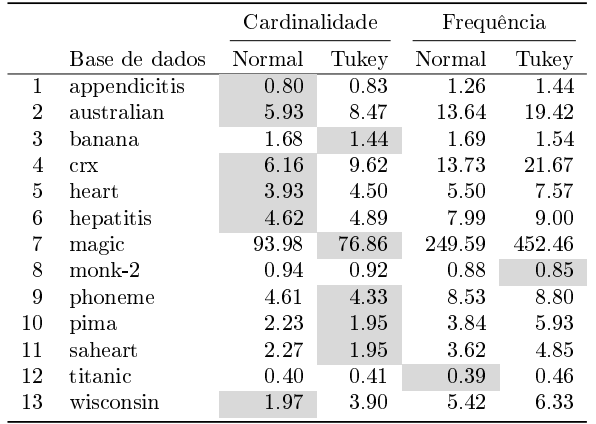 Cardinalidade Frequência
Base de dados Normal Tukey Normal Tukey
1 appendicitis 0.80 0.83 1.26 1.44
2 australian 5.93 8.47 13.64 19.42
3 banana 1.68 1.44 1.69 1.54
4 crx 6.16 9.62 13.73 21.67
5 heart 3.93 4.50 5.50 7.57
6 hepatitis 4.62 4.89 7.99 9.00
7 magic 93.98 76.86 249.59 452.46
8 monk-2 0.94 0.92 0.88 0.85
9 phoneme 4.61 4.33 8.53 8.80
10 pima 2.23 1.95 3.84 5.93
11 saheart 2.27 1.95 3.62 4.85
12 titanic 0.40 0.41 0.39 0.46
13 wisconsin 1.97 3.90 5.42 6.33